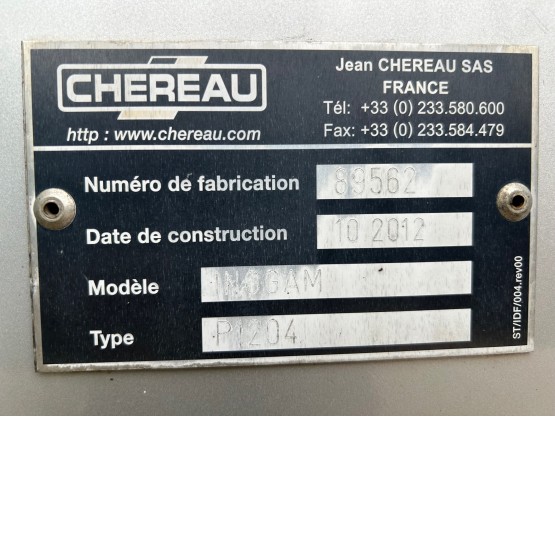 CHEREAU
http : www.chereau.com
Jean CHEREAU SAS
FRANCE
Tél: +33 (0) 233.580.600
Fax: +33 (0) 233.584.479
Numéro de fabrication 89562
Date de construction 10 2012
Modèle INOGAM
Type P1204
ST/IDF/004.rev00